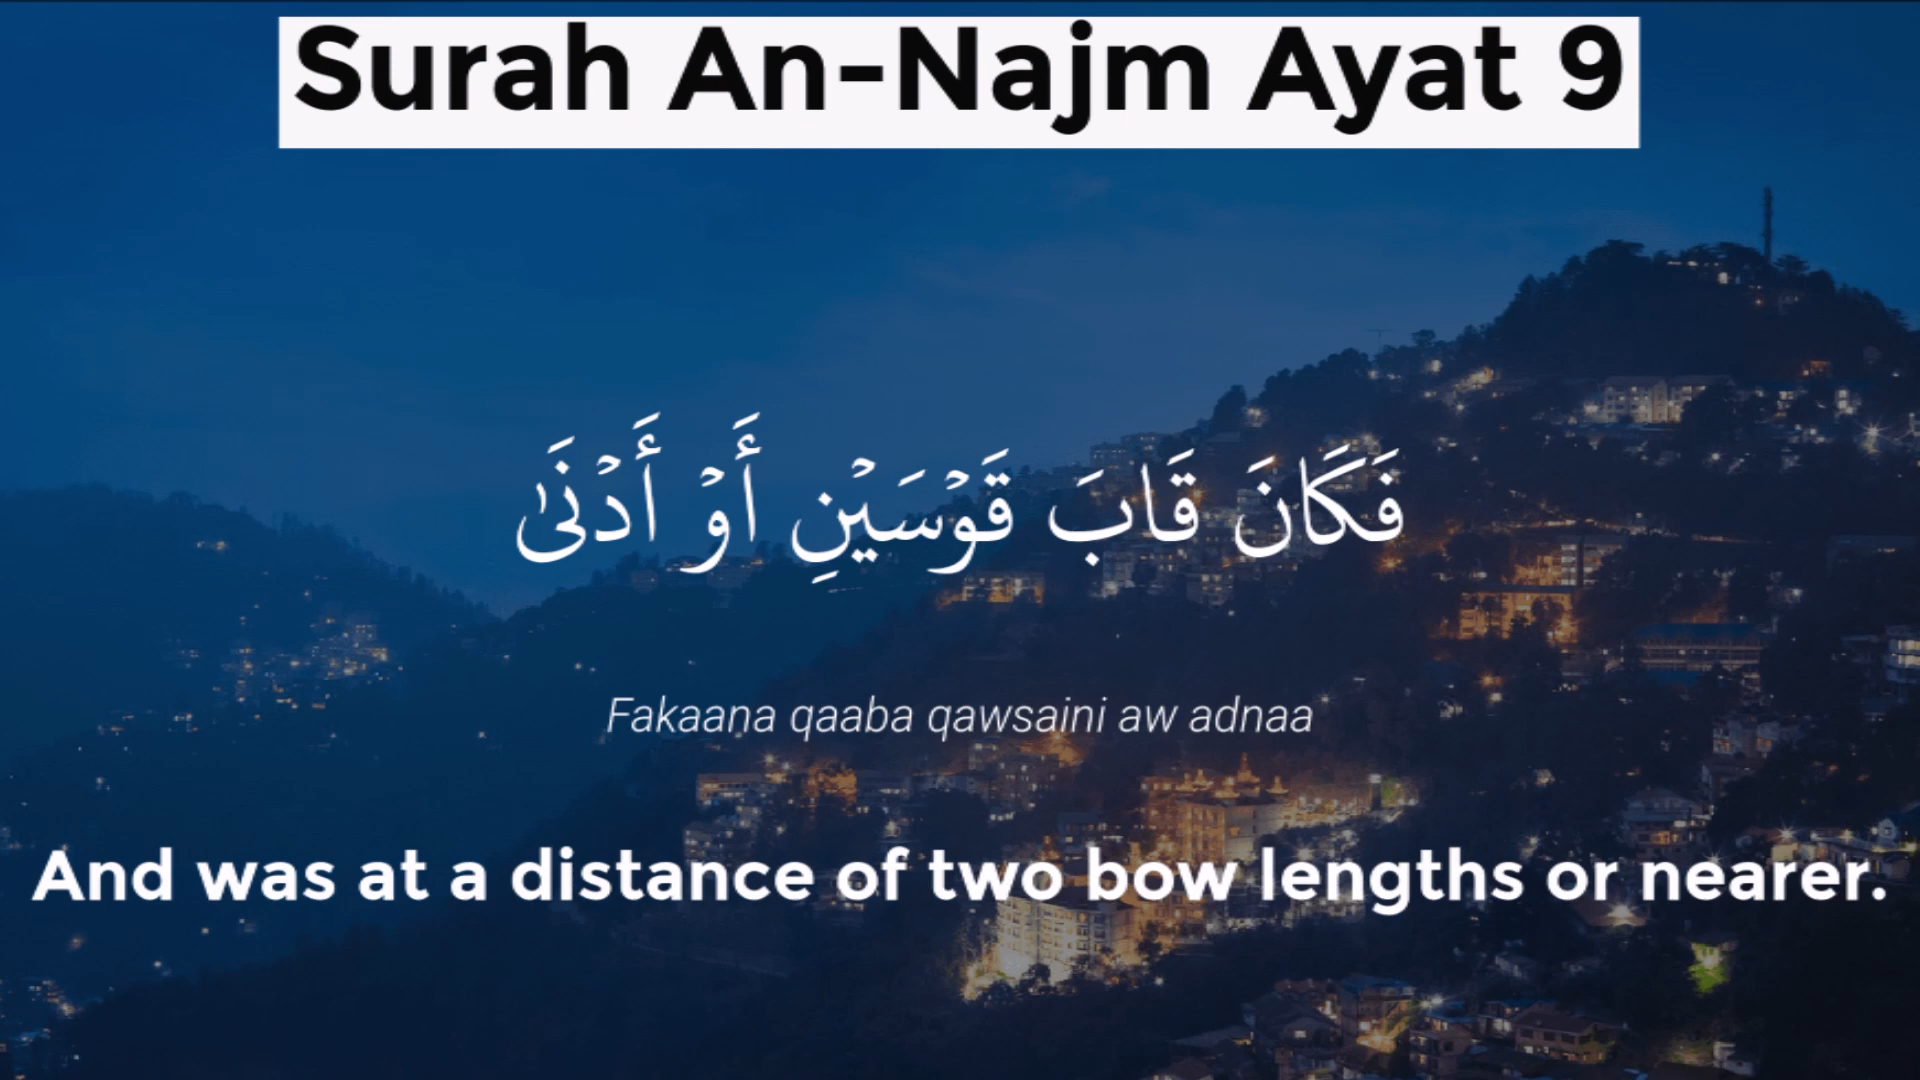 Surah An-Najm Ayat 9
فَكَانَ قَابَ قَوۡسَيۡنِ أَوۡ أَدۡنَىٰ
Fakaana qaaba qawsaini aw adnaa
And was at a distance of two bow lengths or nearer.